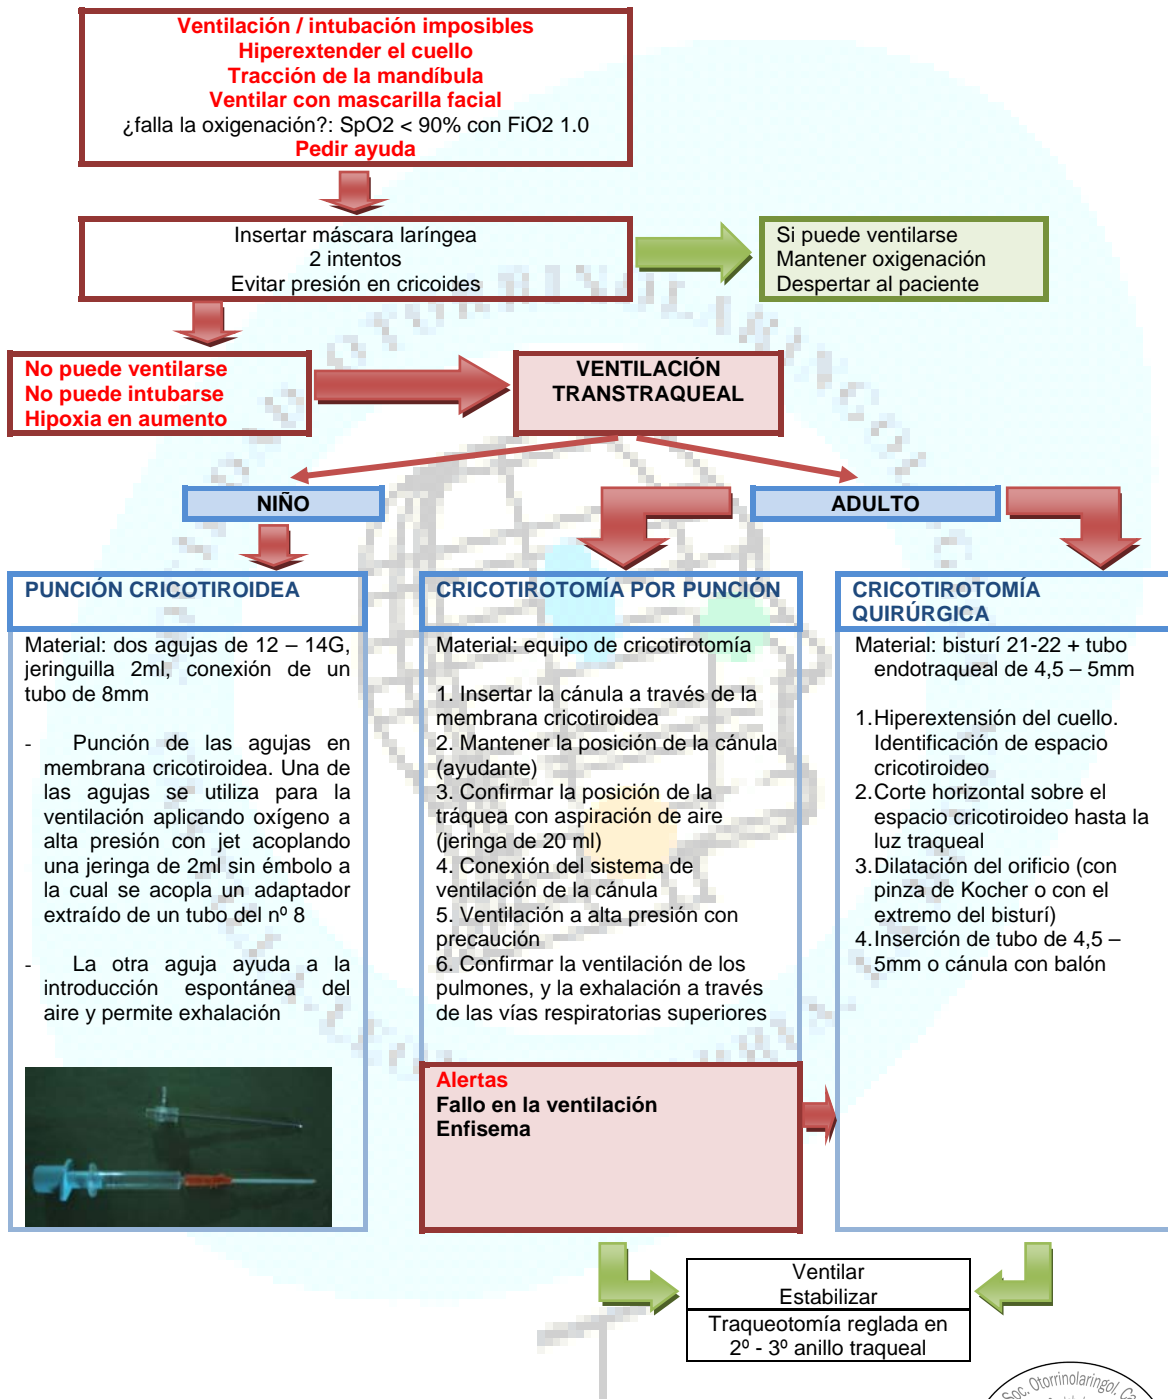 Ventilación / intubación imposibles
Hiperextender el cuello
Tracción de la mandíbula
Ventilar con mascarilla facial
¿falla la oxigenación?: SpO2 < 90% con FiO2 1.0
Pedir ayuda
Insertar máscara laríngea
2 intentos
Evitar presión en cricoides
Si puede ventilarse
Mantener oxigenación
Despertar al paciente
No puede ventilarse
No puede intubarse
Hipoxia en aumento
VENTILACIÓN
TRANSTRAQUEAL
NIÑO
ADULTO
PUNCIÓN CRICOTIROIDEA
Material: dos agujas de 12 – 14G,
jeringuilla 2ml, conexión de un
tubo de 8mm
- Punción de las agujas en
membrana cricotiroidea. Una de
las agujas se utiliza para la
ventilación aplicando oxígeno a
alta presión con jet acoplando
una jeringa de 2ml sin émbolo a
la cual se acopla un adaptador
extraído de un tubo del nº 8
- La otra aguja ayuda a la
introducción espontánea del
aire y permite exhalación
CRICOTIROTOMÍA POR PUNCIÓN
Material: equipo de cricotirotomía
1. Insertar la cánula a través de la
membrana cricotiroidea
2. Mantener la posición de la cánula
(ayudante)
3. Confirmar la posición de la
tráquea con aspiración de aire
(jeringa de 20 ml)
4. Conexión del sistema de
ventilación de la cánula
5. Ventilación a alta presión con
precaución
6. Confirmar la ventilación de los
pulmones, y la exhalación a través
de las vías respiratorias superiores
Alertas
Fallo en la ventilación
Enfisema
CRICOTIROTOMÍA
QUIRÚRGICA
Material: bisturí 21-22 + tubo
endotraqueal de 4,5 – 5mm
1.Hiperextensión del cuello.
Identificación de espacio
cricotiroideo
2.Corte horizontal sobre el
espacio cricotiroideo hasta la
luz traqueal
3.Dilatación del orificio (con
pinza de Kocher o con el
extremo del bisturí)
4.Inserción de tubo de 4,5 –
5mm o cánula con balón
Ventilar
Estabilizar
Traqueotomía reglada en
2º - 3º anillo traqueal
Soc. Otorrinolaringol.